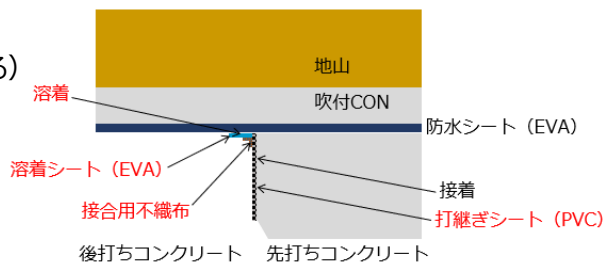 る)
地山
溶着
吹付CON
防水シート（EVA）
溶着シート（EVA）
接着
接合用不織布
打継ぎシート（PVC）
後打ちコンクリート
先打ちコンクリート